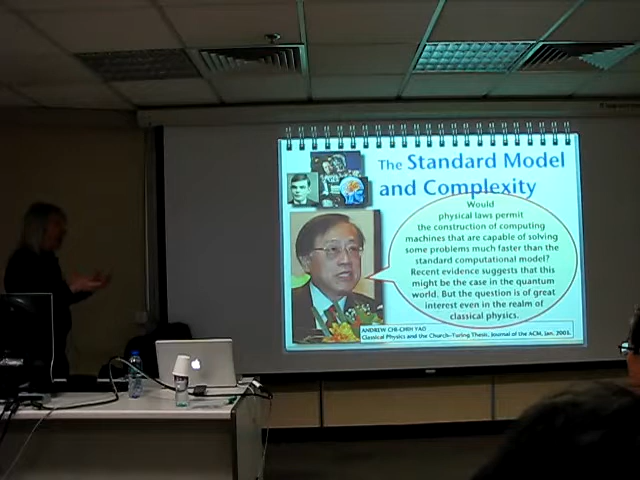 The Standard Model
and Complexity
Would
physical laws permit
the construction of computing
machines that are capable of solving
some problems much faster than the
standard computational model?
Recent evidence suggests that this
might be the case in the quantum
world. But the question is of great
interest even in the realm of
classical physics.
ANDREW CHI-CHIH YAO
Classical Physics and the Church–Turing Thesis, Journal of the ACM, Jan. 2003.